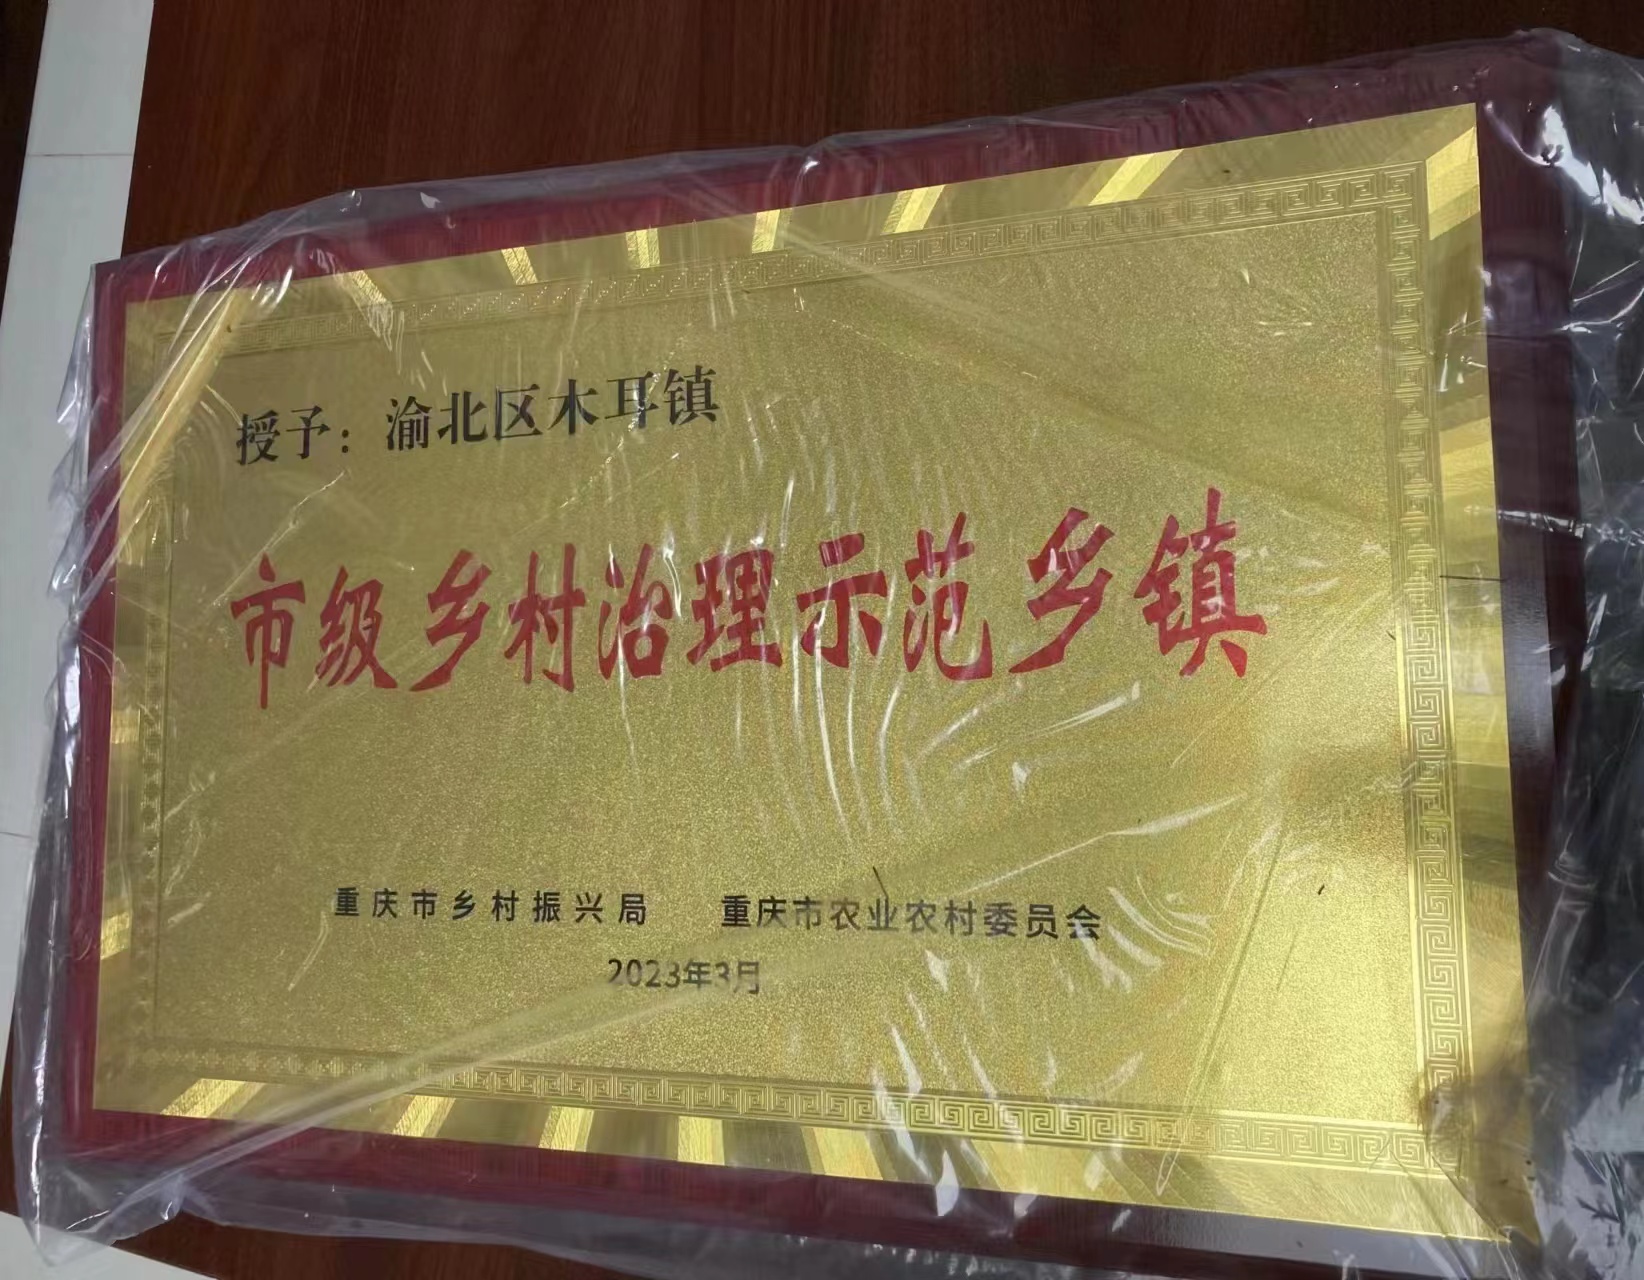 授予：渝北区木耳镇
市级乡村治理示范乡镇
重庆市乡村振兴局 重庆市农业农村委员会
2023年3月